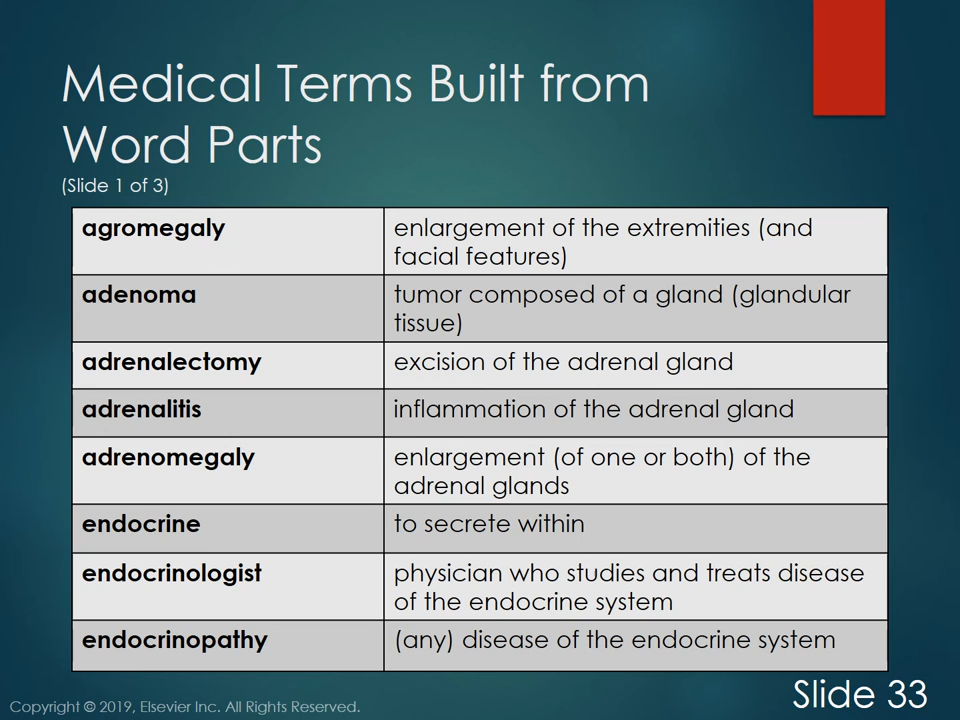 Medical Terms Built from
Word Parts
(Slide 1 of 3)
agromegaly
enlargement of the extremities (and
facial features)
adenoma
tumor composed of a gland (glandular
tissue)
adrenalectomy
excision of the adrenal gland
adrenalitis
inflammation of the adrenal gland
adrenomegaly
enlargement (of one or both) of the
adrenal glands
endocrine
to secrete within
endocrinologist
physician who studies and treats disease
of the endocrine system
endocrinopathy
(any) disease of the endocrine system
Slide 33
Copyright © 2019, Elsevier Inc. All Rights Reserved.